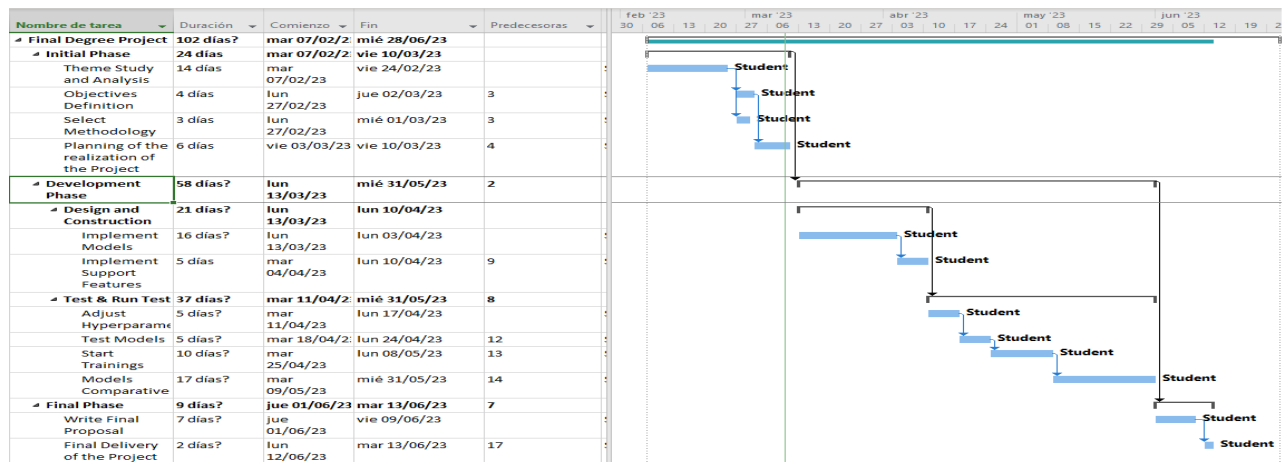 Nombre de tarea Duración Comienzo Fin Predecesoras
feb '23 mar '23 abr '23 may '23 jun '23
30 06 13 20 27 06 13 20 27 03 10 17 24 01 08 15 22 29 05 12 19
Final Degree Project 102 días? mar 07/02/2 mié 28/06/23
Initial Phase 24 días mar 07/02/2 vie 10/03/23
Theme Study 14 días mar vie 24/02/23 Student
and Analysis 07/02/23
Objectives 4 días lun jue 02/03/23 3 Student
Definition 27/02/23
Select 3 días lun mié 01/03/23 3 Student
Methodology 27/02/23
Planning of the 6 días vie 03/03/23 vie 10/03/23 4 Student
realization of
the Project
Development 58 días? lun mié 31/05/23 2
Phase 13/03/23
Design and 21 días? lun lun 10/04/23
Construction 13/03/23
Implement 16 días? lun lun 03/04/23 Student
Models 13/03/23
Implement 5 días mar lun 10/04/23 9 Student
Support 04/04/23
Features
Test & Run Test 37 días? mar 11/04/2 mié 31/05/23 8
Adjust 5 días? mar lun 17/04/23 Student
Hyperparame 11/04/23
Test Models 5 días? mar 18/04/2 lun 24/04/23 12 Student
Start 10 días? mar lun 08/05/23 13 Student
Trainings 25/04/23
Models 17 días? mar mié 31/05/23 14 Student
Comparative 09/05/23
Final Phase 9 días? jue 01/06/23 mar 13/06/23 7
Write Final 7 días? jue vie 09/06/23 Student
Proposal 01/06/23
Final Delivery 2 días? lun mar 13/06/23 17 Student
of the Project 12/06/23